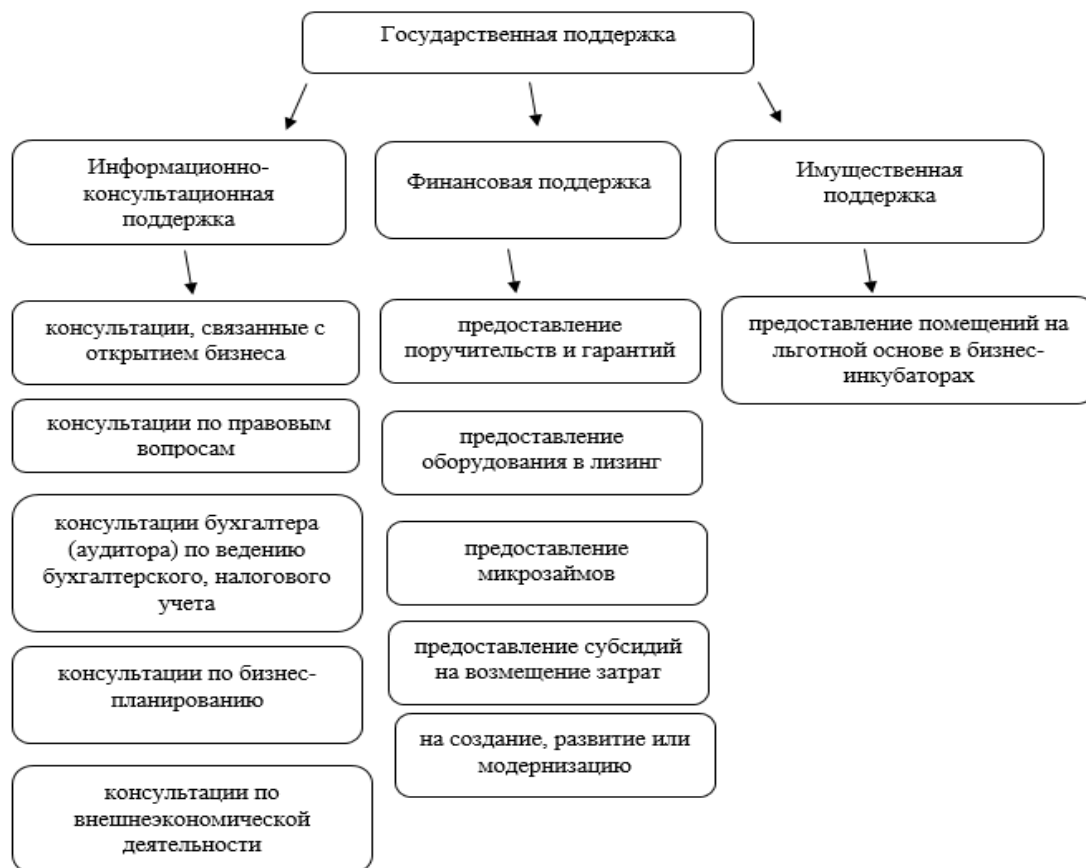 Государственная поддержка
Информационно-
консультационная
поддержка
Финансовая поддержка
Имущественная
поддержка
консультации, связанные с
открытием бизнеса
консультации по правовым
вопросам
консультации бухгалтера
(аудитора) по ведению
бухгалтерского, налогового
учета
консультации по бизнес-
планированию
консультации по
внешнеэкономической
деятельности
предоставление
поручительств и гарантий
предоставление
оборудования в лизинг
предоставление
микрозаймов
предоставление субсидий
на возмещение затрат
на создание, развитие или
модернизацию
предоставление помещений на
льготной основе в бизнес-
инкубаторах